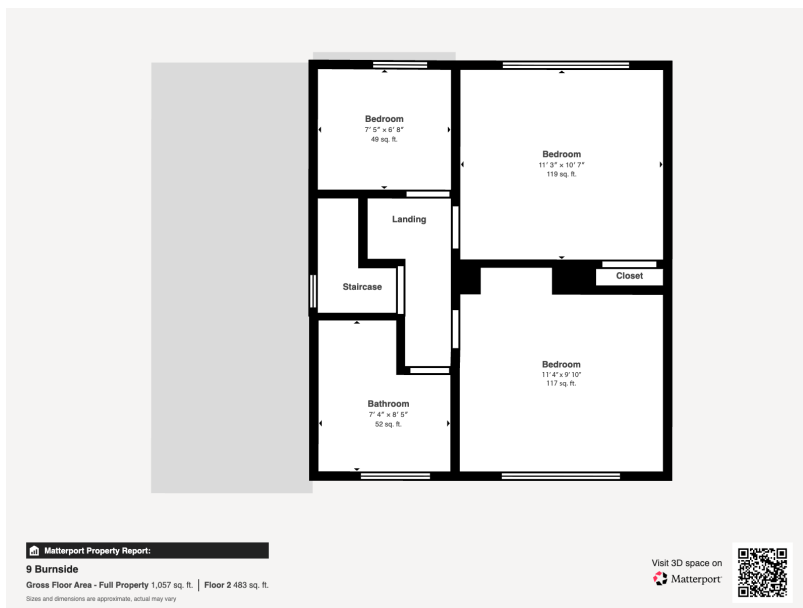 Bedroom
7' 5" × 6' 8"
49 sq. ft.
Bedroom
11' 3" × 10' 7"
119 sq. ft.
Landing
Closet
Staircase
Bedroom
11' 4" x 9' 10"
117 sq. ft.
Bathroom
7' 4" × 8' 5"
52 sq. ft.
Matterport Property Report:
9 Burnside
Gross Floor Area - Full Property 1,057 sq. ft. | Floor 2 483 sq. ft.
Sizes and dimensions are approximate, actual may vary
Visit 3D space on
Matterport